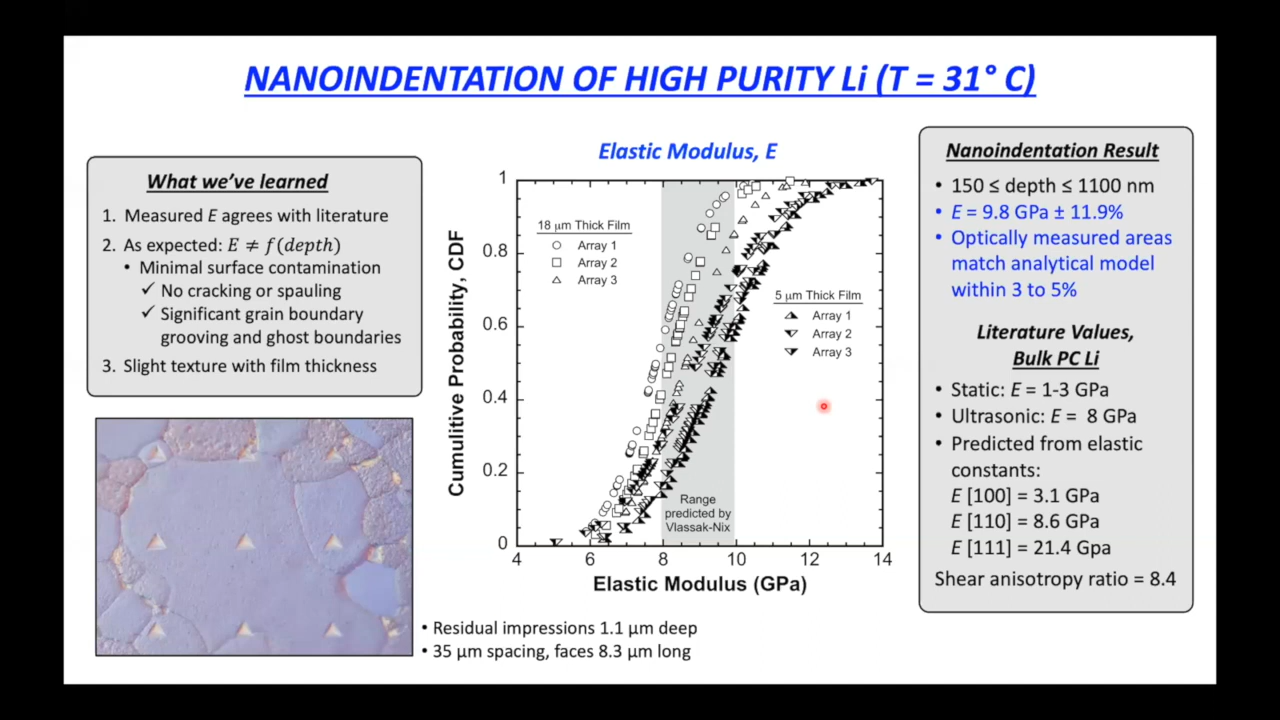 NANOINDENTATION OF HIGH PURITY Li (T = 31° C)
What we've learned
1. Measured E agrees with literature
2. As expected: E ≠ f(depth)
• Minimal surface contamination
✓ No cracking or spauling
✓ Significant grain boundary
grooving and ghost boundaries
3. Slight texture with film thickness
Elastic Modulus, E
Cumulitive Probability, CDF
1
0.8
0.6
0.4
0.2
0
4
6
8
10
12
14
Elastic Modulus (GPa)
18 μm Thick Film
Array 1
Array 2
Array 3
5 μm Thick Film
Array 1
Array 2
Array 3
Range
predicted by
Vlassak-Nix
• Residual impressions 1.1 μm deep
• 35 μm spacing, faces 8.3 μm long
Nanoindentation Result
• 150 ≤ depth ≤ 1100 nm
• E = 9.8 GPa ± 11.9%
• Optically measured areas
match analytical model
within 3 to 5%
Literature Values,
Bulk PC Li
• Static: E = 1-3 GPa
• Ultrasonic: E = 8 GPa
• Predicted from elastic
constants:
E [100] = 3.1 GPa
E [110] = 8.6 GPa
E [111] = 21.4 Gpa
Shear anisotropy ratio = 8.4